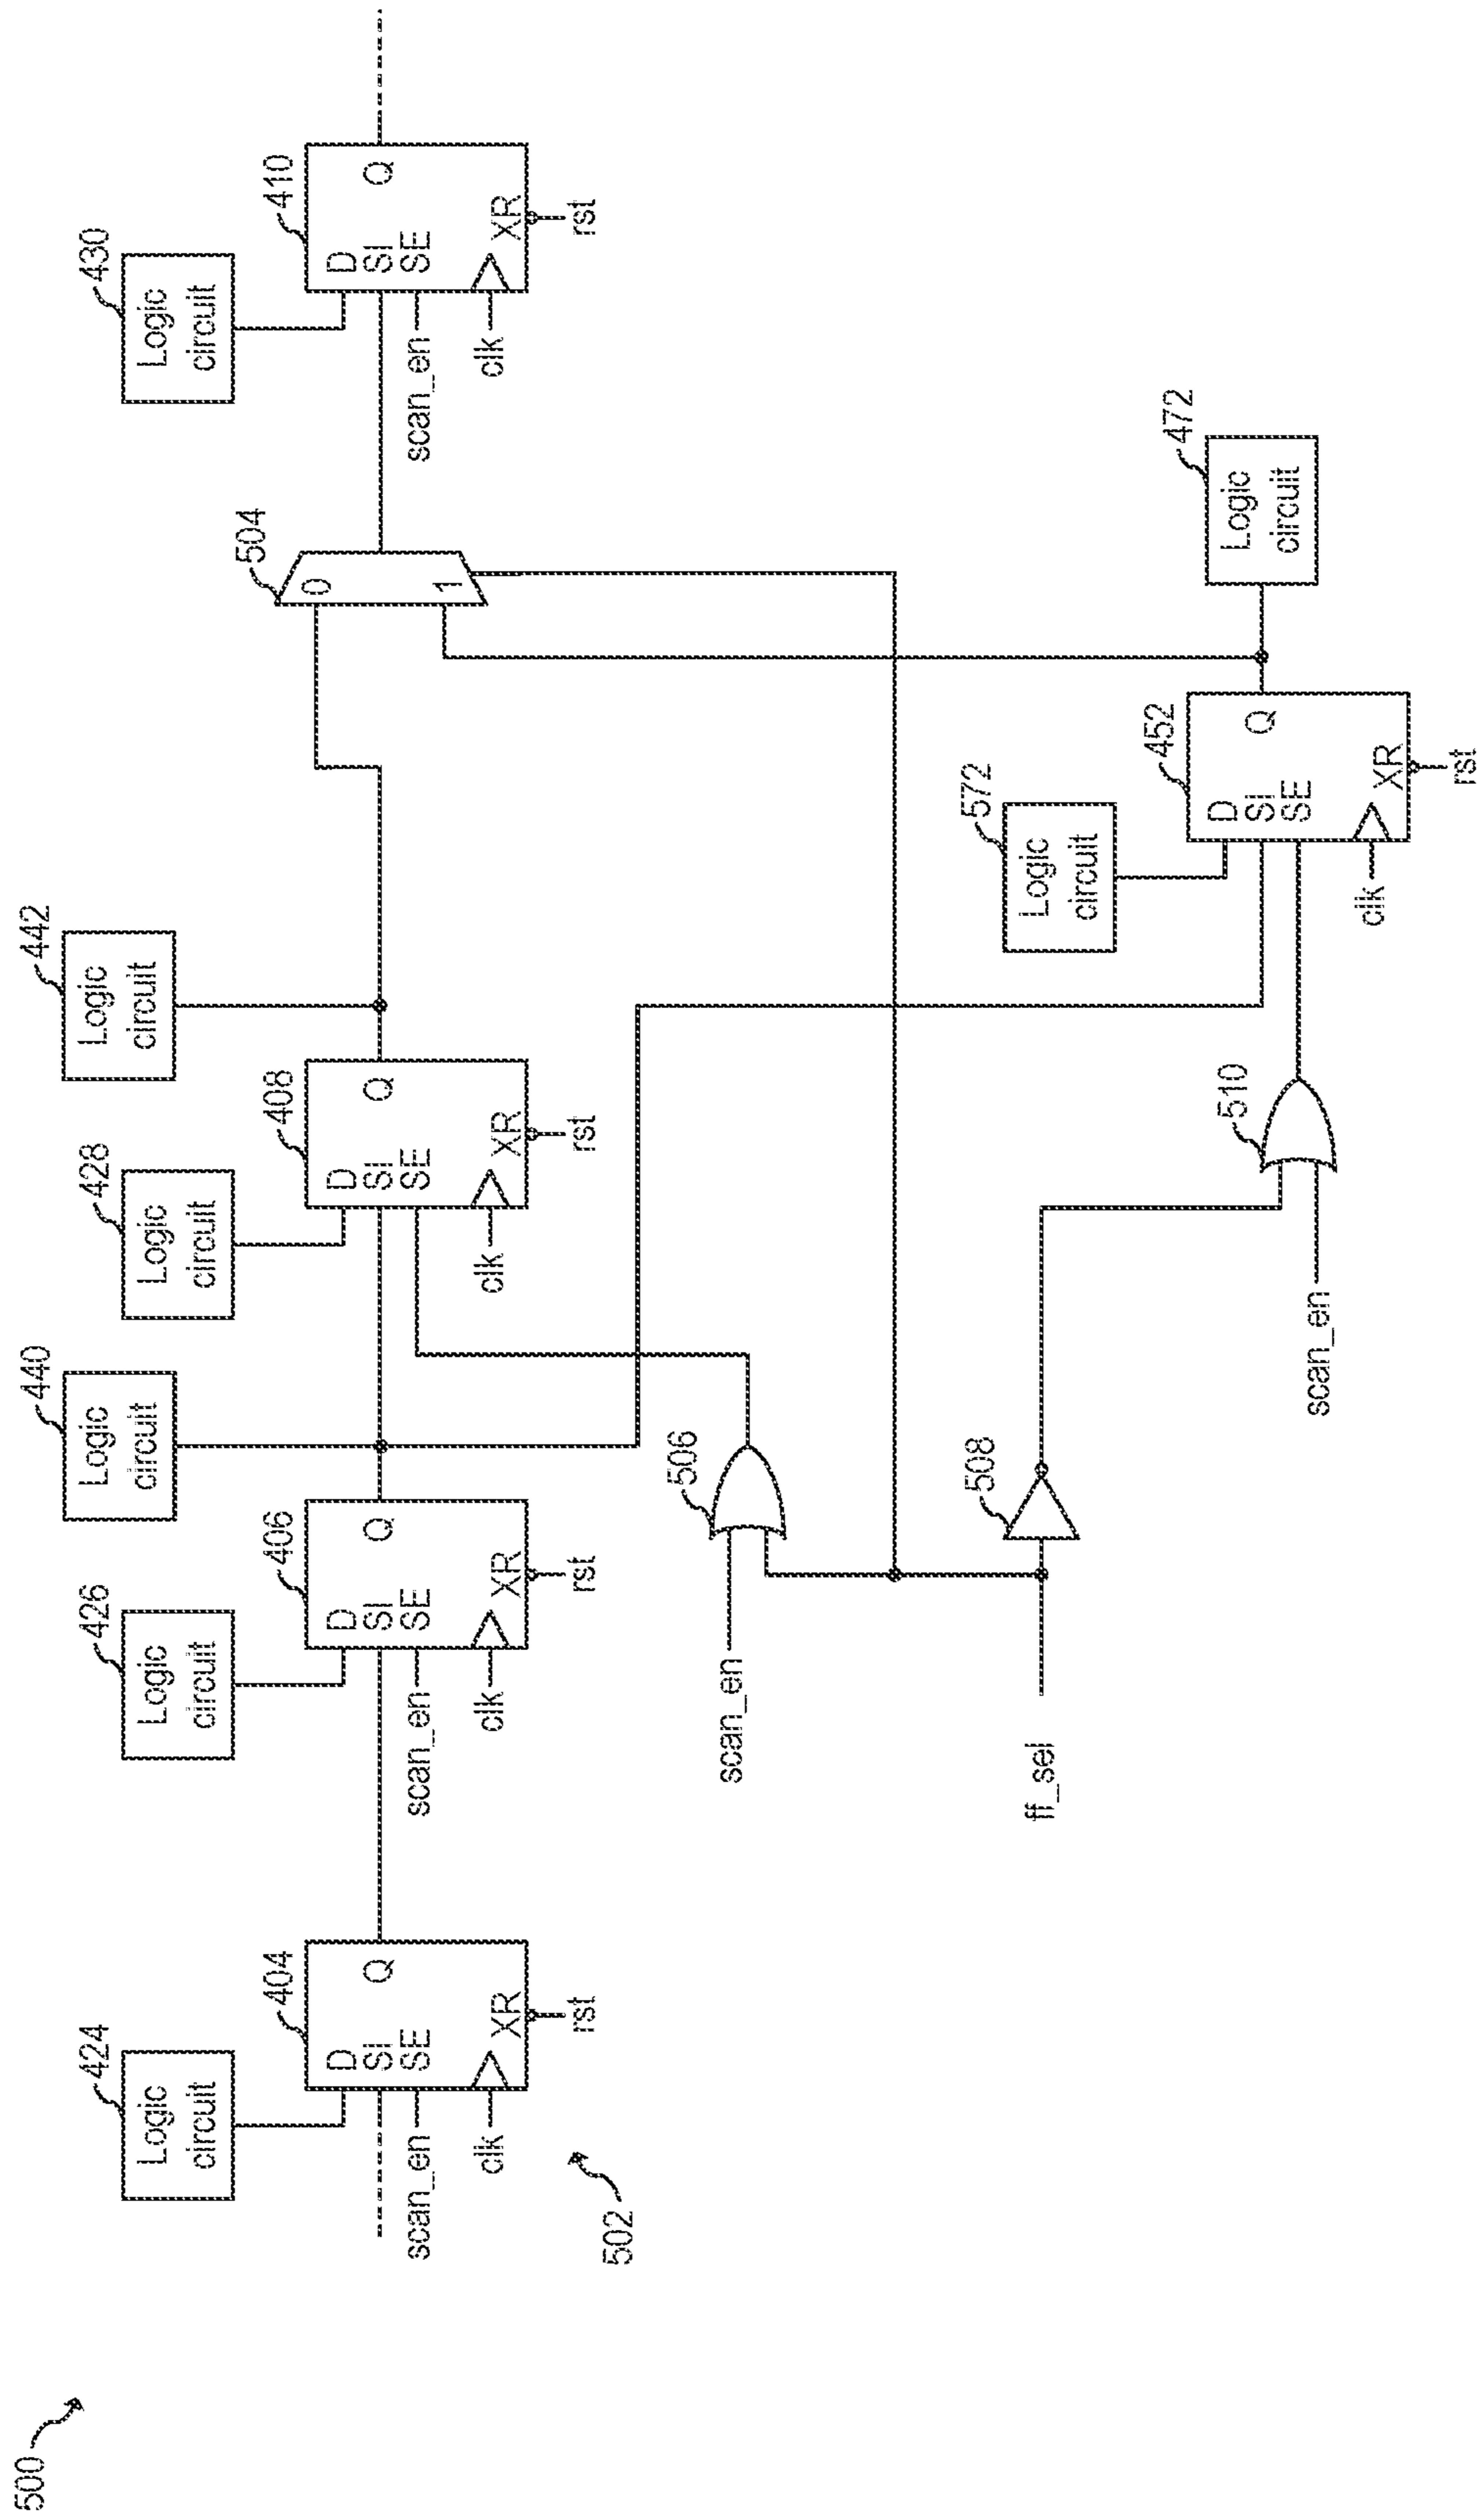 500
502
424
Logic
circuit
404
D
SI
SE
Q
XR
scan_en
clk
rst
426
Logic
circuit
406
D
SI
SE
Q
XR
scan_en
clk
rst
440
Logic
circuit
428
Logic
circuit
408
D
SI
SE
Q
XR
clk
rst
442
Logic
circuit
504
0
1
430
Logic
circuit
410
D
SI
SE
Q
XR
scan_en
clk
rst
scan_en
506
ff_sel
508
scan_en
510
572
Logic
circuit
452
D
SI
SE
Q
XR
clk
rst
472
Logic
circuit